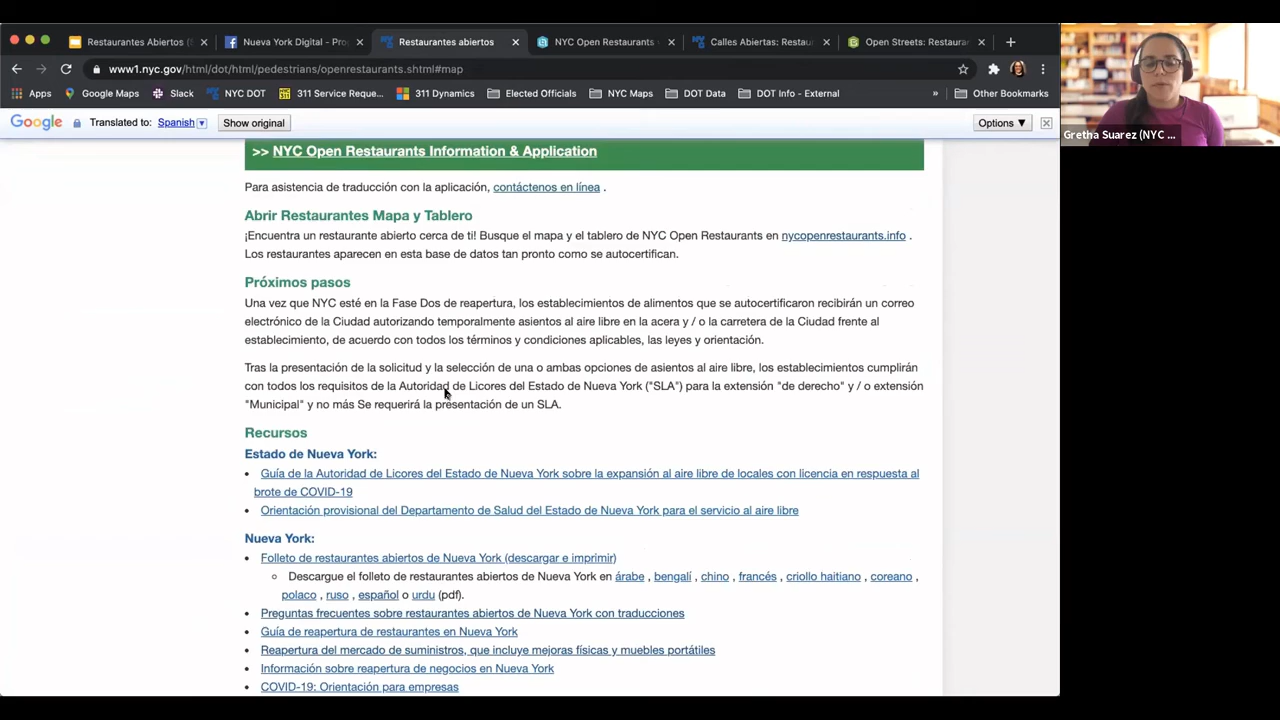 Restaurantes Abiertos (
Nueva York Digital - Pro
Restaurantes abiertos
NYC Open Restaurants
Calles Abiertas: Restau
Open Streets: Restaurar
www1.nyc.gov/html/dot/html/pedestrians/openrestaurants.shtml#map
Apps Google Maps Slack NYC DOT 311 Service Reque... 311 Dynamics Elected Officials NYC Maps DOT Data DOT Info - External » Other Bookmarks
Google Translated to: Spanish Show original Options ▼
Gretha Suarez (NYC ...
>> NYC Open Restaurants Information & Application
Para asistencia de traducción con la aplicación, contáctenos en línea .
Abrir Restaurantes Mapa y Tablero
¡Encuentra un restaurante abierto cerca de ti! Busque el mapa y el tablero de NYC Open Restaurants en nycopenrestaurants.info .
Los restaurantes aparecen en esta base de datos tan pronto como se autocertifican.
Próximos pasos
Una vez que NYC esté en la Fase Dos de reapertura, los establecimientos de alimentos que se autocertificaron recibirán un correo
electrónico de la Ciudad autorizando temporalmente asientos al aire libre en la acera y / o la carretera de la Ciudad frente al
establecimiento, de acuerdo con todos los términos y condiciones aplicables, las leyes y orientación.
Tras la presentación de la solicitud y la selección de una o ambas opciones de asientos al aire libre, los establecimientos cumplirán
con todos los requisitos de la Autoridad de Licores del Estado de Nueva York ("SLA") para la extensión "de derecho" y / o extensión
"Municipal" y no más Se requerirá la presentación de un SLA.
Recursos
Estado de Nueva York:
• Guía de la Autoridad de Licores del Estado de Nueva York sobre la expansión al aire libre de locales con licencia en respuesta al
brote de COVID-19
• Orientación provisional del Departamento de Salud del Estado de Nueva York para el servicio al aire libre
Nueva York:
• Folleto de restaurantes abiertos de Nueva York (descargar e imprimir)
○ Descargue el folleto de restaurantes abiertos de Nueva York en árabe , bengalí , chino , francés , criollo haitiano , coreano ,
polaco , ruso , español o urdu (pdf).
• Preguntas frecuentes sobre restaurantes abiertos de Nueva York con traducciones
• Guía de reapertura de restaurantes en Nueva York
• Reapertura del mercado de suministros, que incluye mejoras físicas y muebles portátiles
• Información sobre reapertura de negocios en Nueva York
• COVID-19: Orientación para empresas